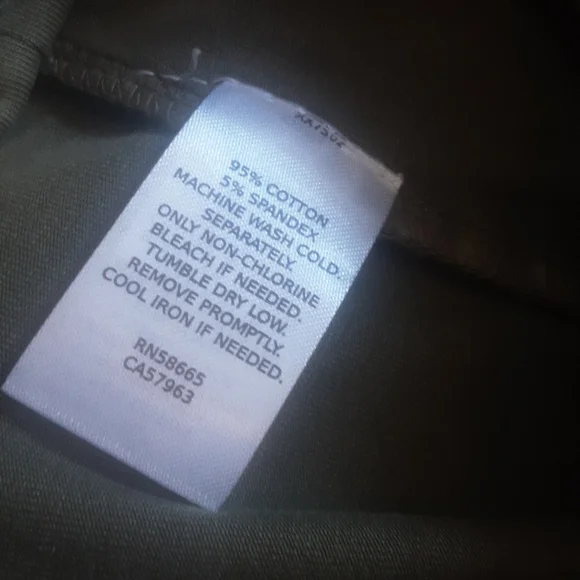 95% COTTON
5% SPANDEX
MACHINE WASH COLD.
SEPARATELY.
ONLY NON-CHLORINE
BLEACH IF NEEDED.
TUMBLE DRY LOW.
REMOVE PROMPTLY.
COOL IRON IF NEEDED.
RN58665
CA57963